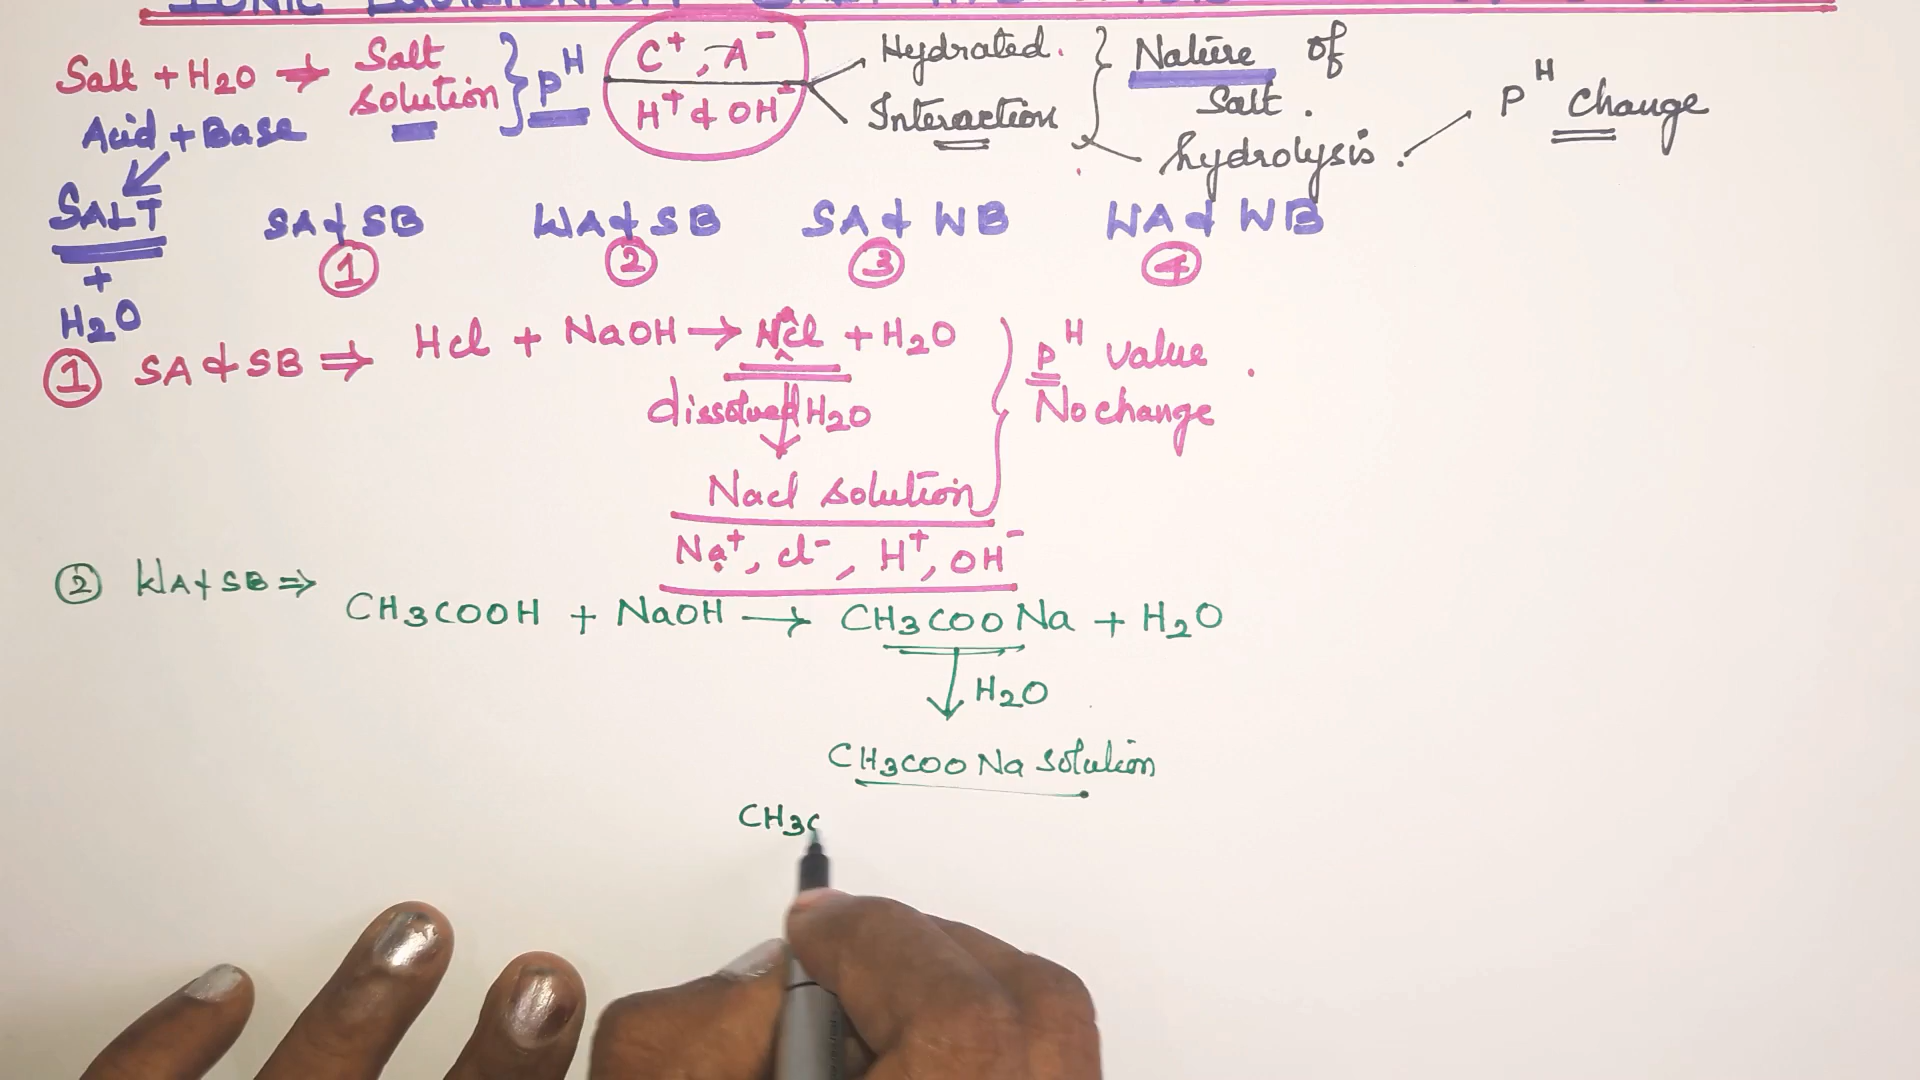 IONIC EQUILIBRIUM
Salt + H2O → Salt solution } PH
C+, A-
H+ & OH-
Hydrated.
Interaction
Nature of Salt.
hydrolysis.
PH change
Acid + Base
SALT
+
H2O
SA & SB
1
WA & SB
2
SA & WB
3
WA & WB
4
1 SA & SB ⇒ Hcl + NaOH → Nacl + H2O
dissolved H2O
Nacl solution
Na+, cl-, H+, OH-
PH value
No change
2 WA & SB ⇒
CH3COOH + NaOH → CH3COONa + H2O
H2O
CH3COONa solution
CH3C